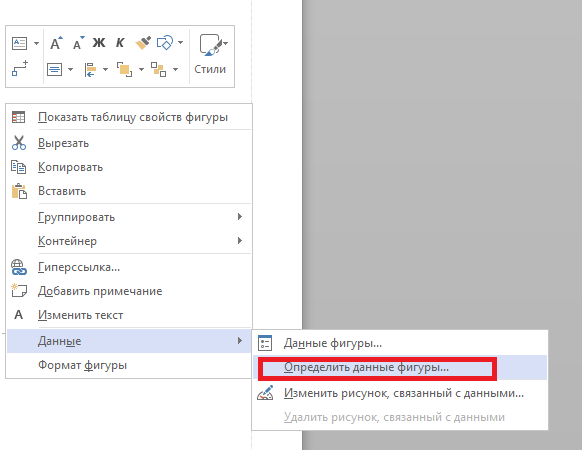 Ж К
Стили
Показать таблицу свойств фигуры
Вырезать
Копировать
Вставить
Группировать
Контейнер
Гиперссылка...
Добавить примечание
Изменить текст
Данные
Формат фигуры
Данные фигуры...
Определить данные фигуры...
Изменить рисунок, связанный с данными...
Удалить рисунок, связанный с данными